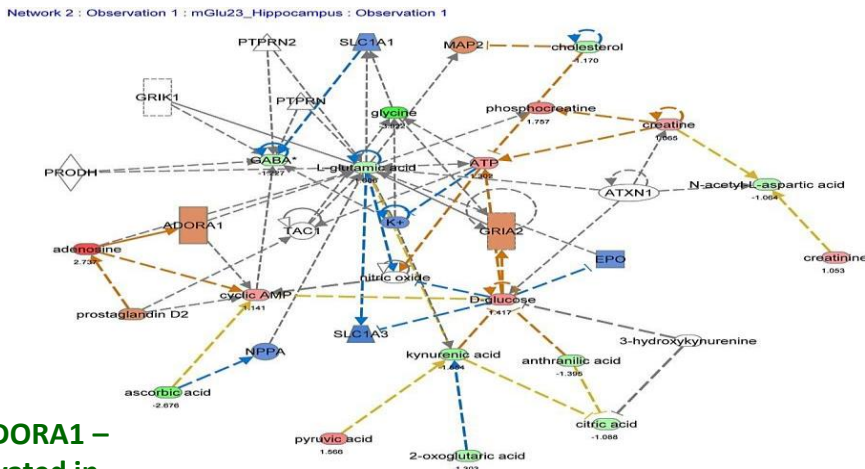 Network 2 : Observation 1 : mGlu23_Hippocampus : Observation 1
PTPRN2
SLC1A1
MAP2
cholesterol
1.170
GRIK1
PTPRN
glycine
phosphocreatine
1.757
creatine
GABA*
L-glutamic acid
ATP
PRODH
ATXN1
N-acetyl-L-aspartic acid
-1.064
ADORA1
TAC1
K+
GRIA2
adenosine
2.737
EPO
creatinine
1.053
nitric oxide
cyclic AMP
1.141
D-glucose
1.417
prostaglandin D2
SLC1A3
NPPA
3-hydroxykynurenine
kynurenic acid
anthranilic acid
-1.395
ascorbic acid
-2.676
citric acid
-1.088
pyruvic acid
1.566
2-oxoglutaric acid
DORA1 –
vated in